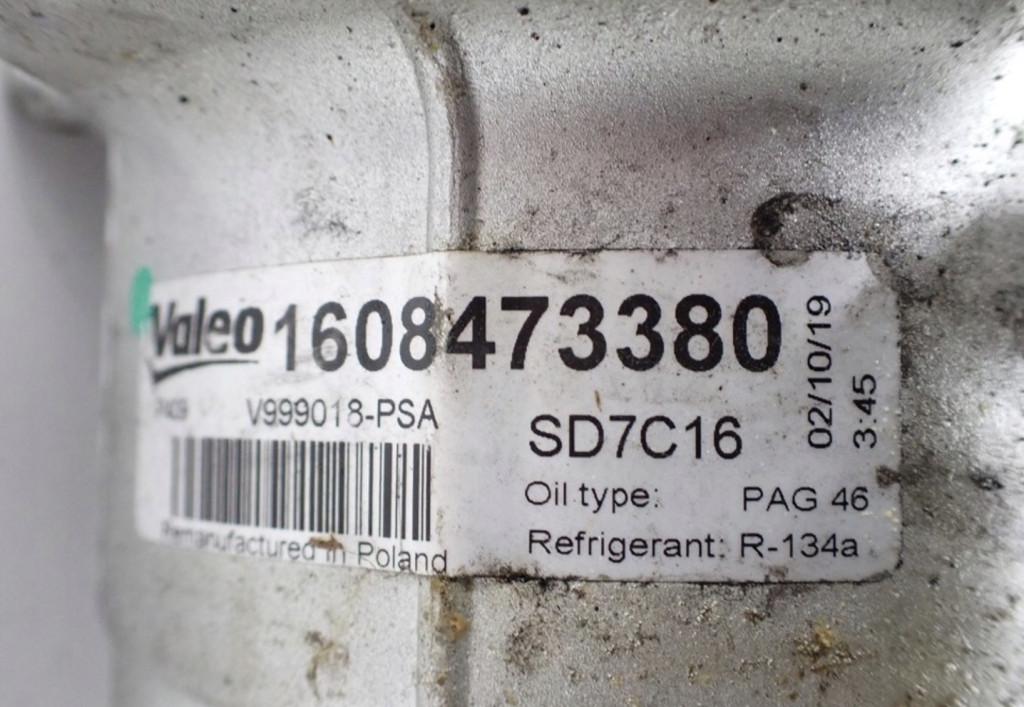 Valeo 1608473380
V999018-PSA
Remanufactured in Poland
SD7C16
Oil type: PAG 46
Refrigerant: R-134a
02/10/19
3:45